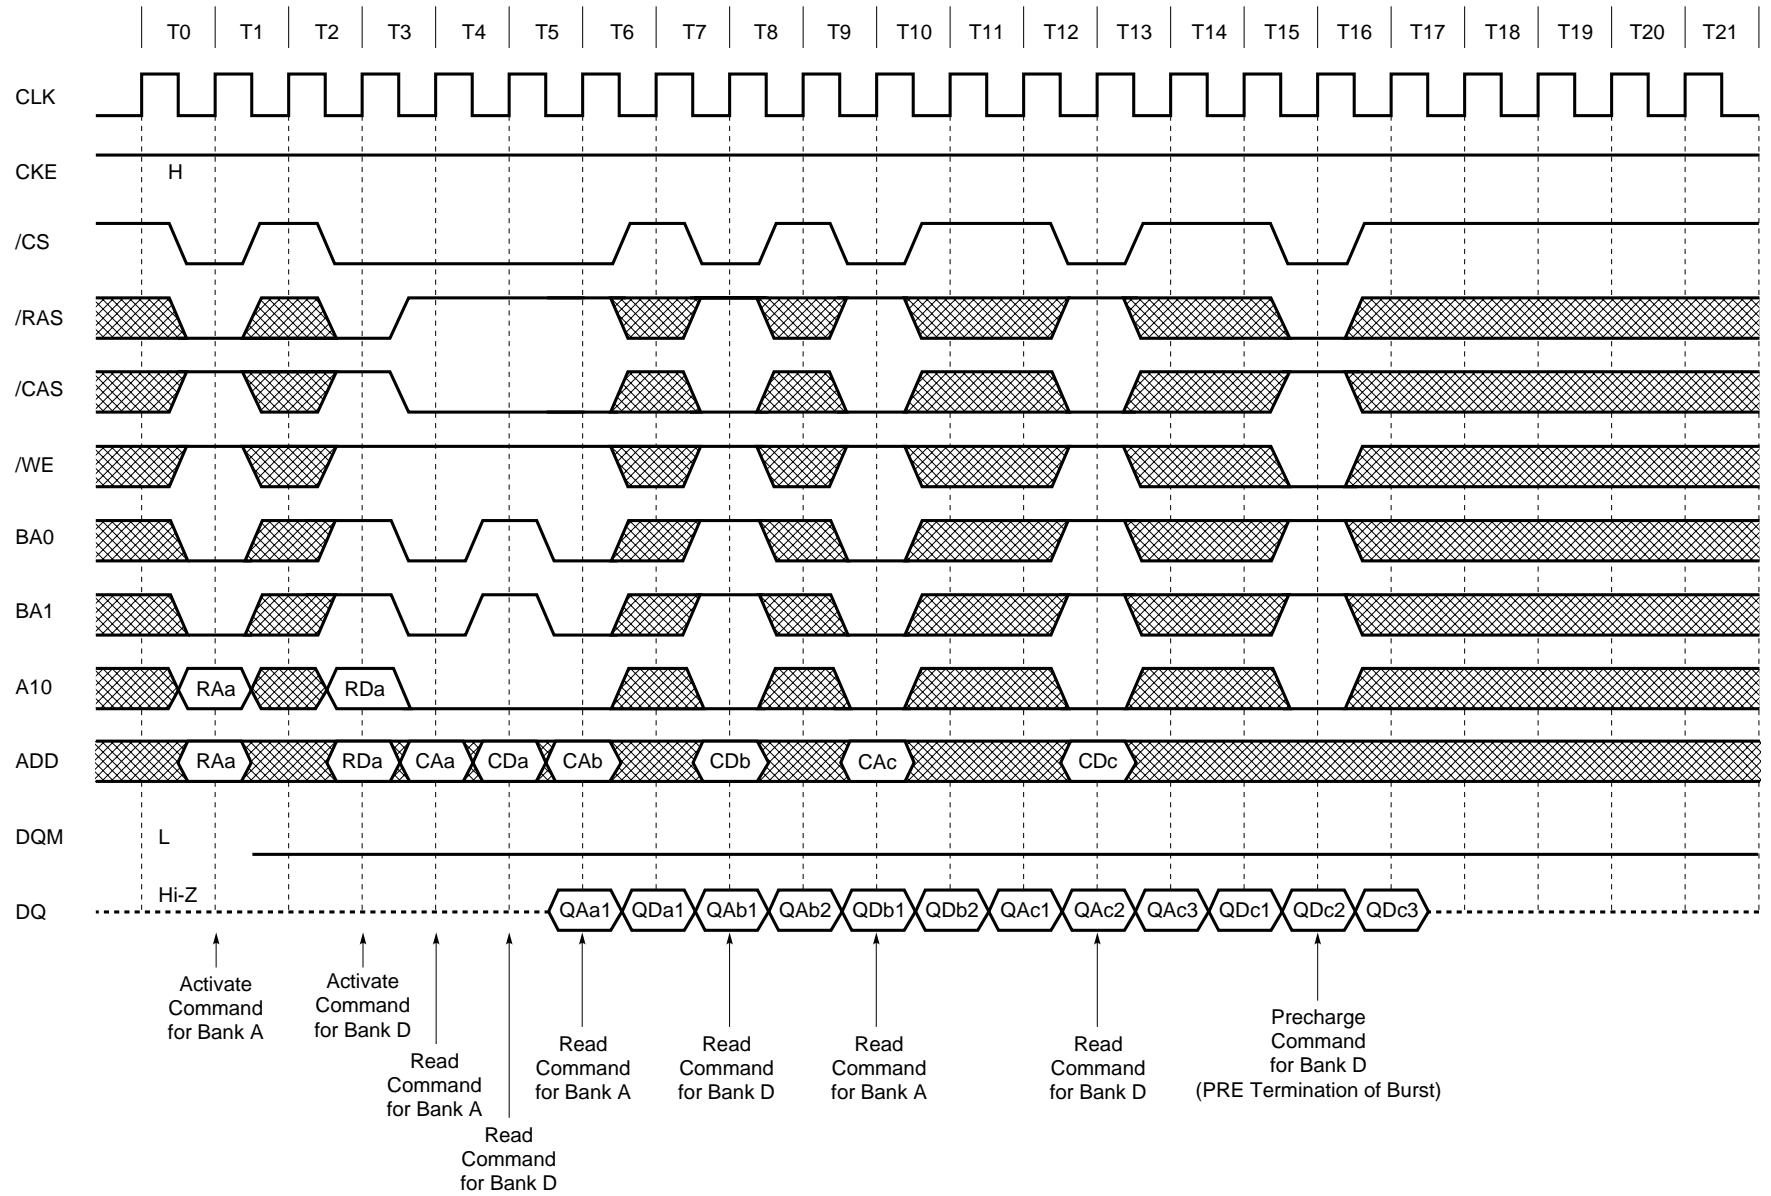 T0 T1 T2 T3 T4 T5 T6 T7 T8 T9 T10 T11 T12 T13 T14 T15 T16 T17 T18 T19 T20 T21
CLK
CKE H
/CS
/RAS
/CAS
/WE
BA0
BA1
A10 RAa RDa
ADD RAa RDa CAa CDa CAb CDb CAc CDc
DQM L
Hi-Z
DQ QAa1 QDa1 QAb1 QAb2 QDb1 QDb2 QAc1 QAc2 QAc3 QDc1 QDc2 QDc3
Activate
Command
for Bank A
Activate
Command
for Bank D
Read
Command
for Bank A
Read
Command
for Bank D
Read
Command
for Bank A
Read
Command
for Bank D
Read
Command
for Bank A
Read
Command
for Bank D
Precharge
Command
for Bank D
(PRE Termination of Burst)